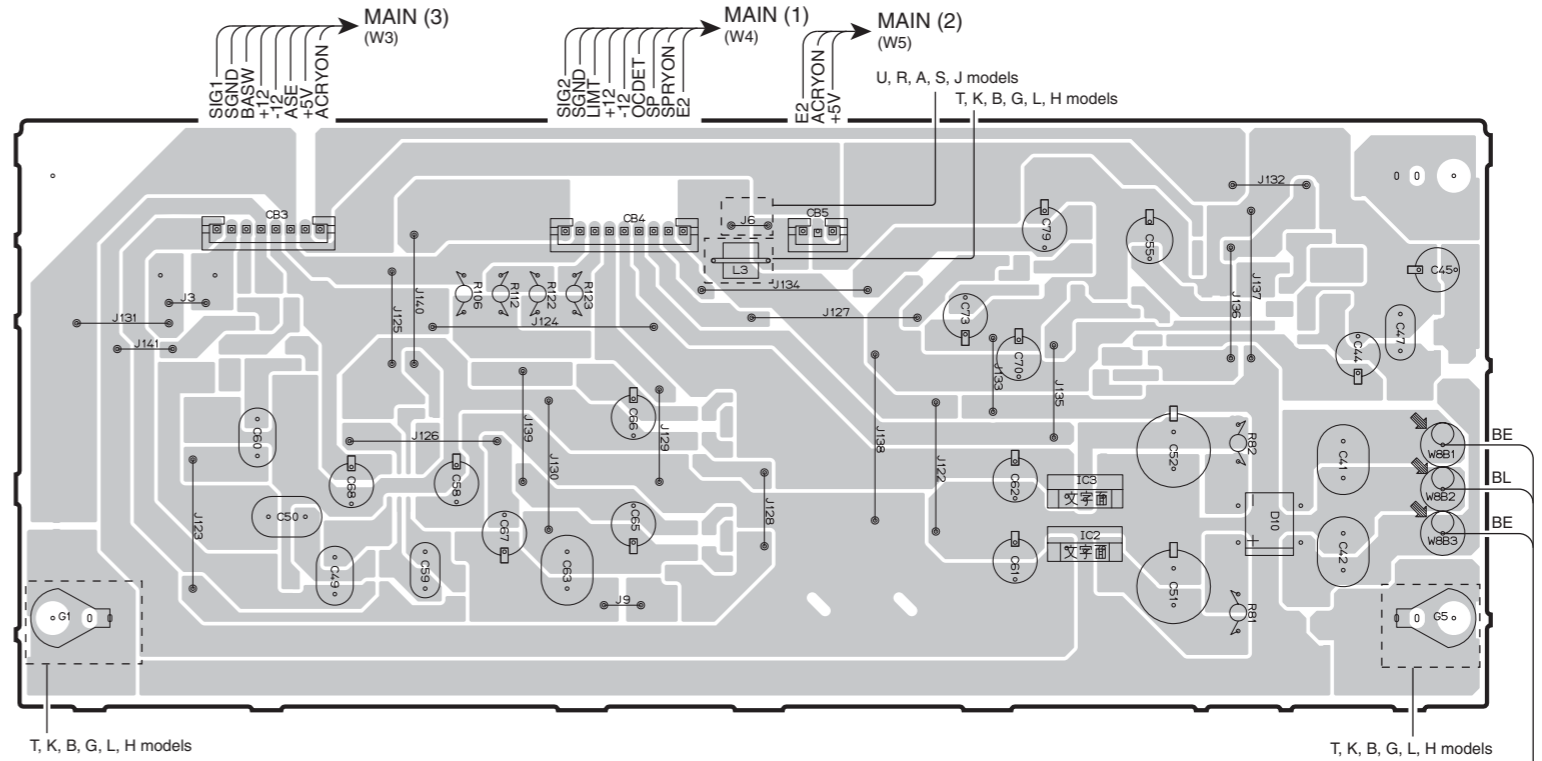 MAIN (3)
(W3)
MAIN (1)
(W4)
MAIN (2)
(W5)
SIG1
SGND
BASW
+12
-12
ASE
+5V
ACRYON
SIG2
SGND
LIMT
+12
-12
OCDET
SP
SPRYON
E2
E2
ACRYON
+5V
U, R, A, S, J models
T, K, B, G, L, H models
CB3
CB4
J6
CB5
L3
J132
C79
C55
C45
J3
J131
J141
J125
J140
R106
R112
R122
R123
J124
J134
J127
C73
C70
J133
J135
J136
J137
C47
C44
C60
J126
J139
J130
C66
J129
J138
J122
C52
R82
C41
W8B1
BE
W8B2
BL
W8B3
BE
J123
C68
C58
C50
C67
C65
J128
C62
IC3
文字面
IC2
文字面
D10
+
C42
C49
C59
C63
J9
C61
C51
R81
G1
G5
T, K, B, G, L, H models
T, K, B, G, L, H models